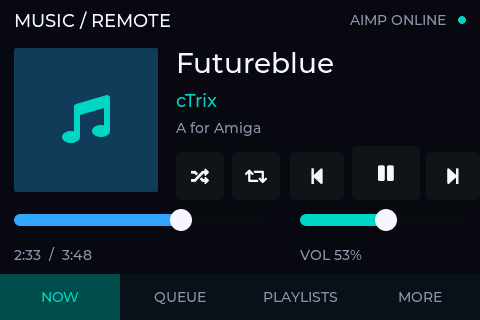 MUSIC / REMOTE
AIMP ONLINE
Futureblue
cTrix
A for Amiga
2:33 / 3:48
VOL 53%
NOW
QUEUE
PLAYLISTS
MORE